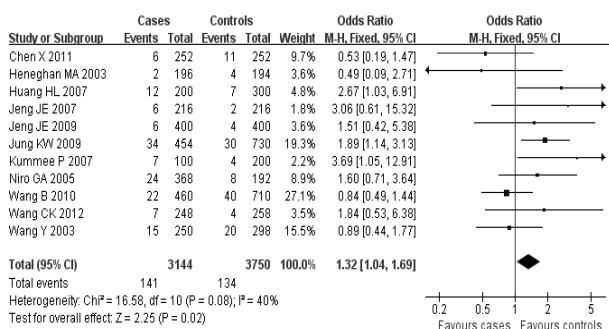 Cases Controls Odds Ratio Odds Ratio
Study or Subgroup Events Total Events Total Weight M-H, Fixed, 95% CI M-H, Fixed, 95% CI
Chen X 2011 6 252 11 252 9.7% 0.53 [0.19, 1.47]
Heneghan MA 2003 2 196 4 194 3.6% 0.49 [0.09, 2.71]
Huang HL 2007 12 200 7 300 4.7% 2.67 [1.03, 6.91]
Jeng JE 2007 6 216 2 216 1.8% 3.06 [0.61, 15.32]
Jeng JE 2009 6 400 4 400 3.6% 1.51 [0.42, 5.38]
Jung KW 2009 34 454 30 730 19.3% 1.89 [1.14, 3.13]
Kummee P 2007 7 100 4 200 2.2% 3.69 [1.05, 12.91]
Niro GA 2005 24 368 8 192 9.0% 1.60 [0.71, 3.64]
Wang B 2010 22 460 40 710 27.1% 0.84 [0.49, 1.44]
Wang CK 2012 7 248 4 258 3.5% 1.84 [0.53, 6.38]
Wang Y 2003 15 250 20 298 15.5% 0.89 [0.44, 1.77]
Total (95% CI) 3144 3750 100.0% 1.32 [1.04, 1.69]
Total events 141 134
Heterogeneity: Chi² = 16.58, df = 10 (P = 0.08); I² = 40%
Test for overall effect: Z = 2.25 (P = 0.02)
0.2 0.5 1 2 5
Favours cases Favours controls